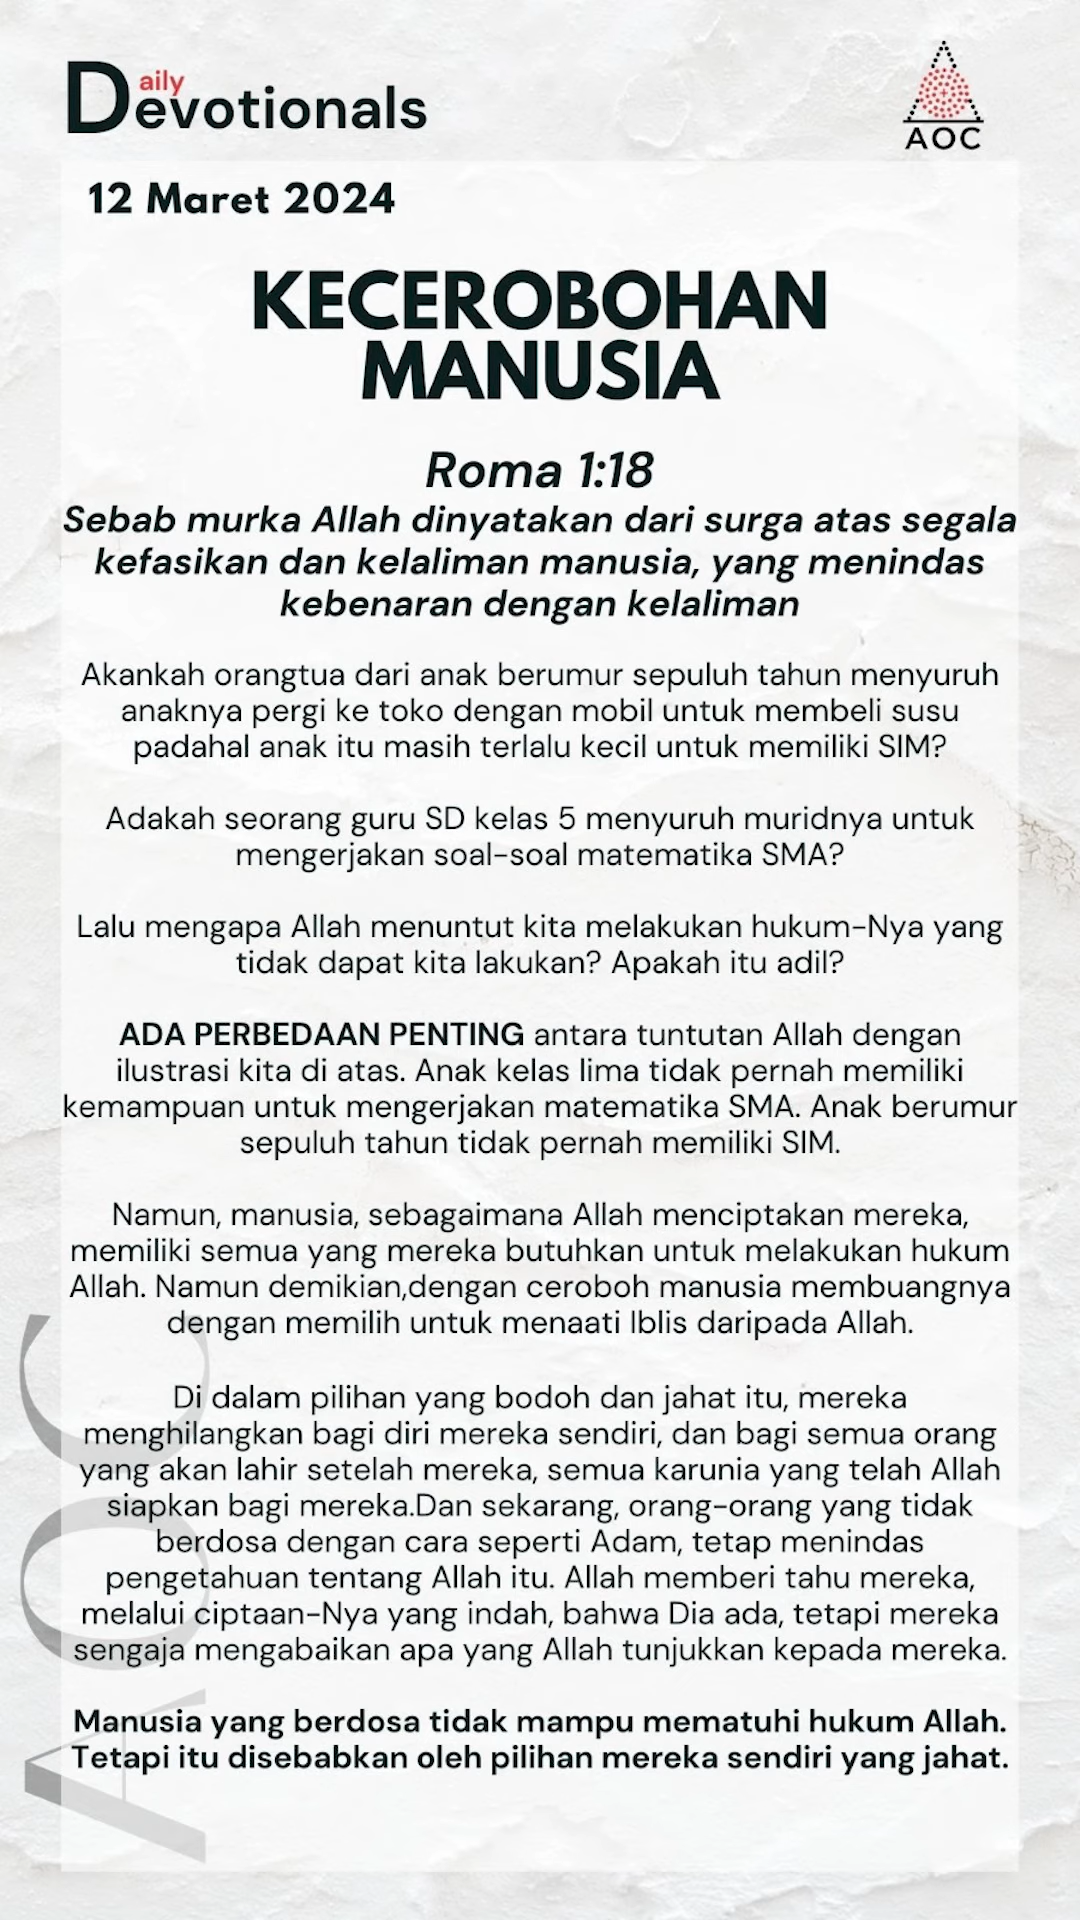 Daily
Devotionals
AOC
12 Maret 2024
KECEROBOHAN
MANUSIA
Roma 1:18
Sebab murka Allah dinyatakan dari surga atas segala
kefasikan dan kelaliman manusia, yang menindas
kebenaran dengan kelaliman
Akankah orangtua dari anak berumur sepuluh tahun menyuruh
anaknya pergi ke toko dengan mobil untuk membeli susu
padahal anak itu masih terlalu kecil untuk memiliki SIM?
Adakah seorang guru SD kelas 5 menyuruh muridnya untuk
mengerjakan soal-soal matematika SMA?
Lalu mengapa Allah menuntut kita melakukan hukum-Nya yang
tidak dapat kita lakukan? Apakah itu adil?
ADA PERBEDAAN PENTING antara tuntutan Allah dengan
ilustrasi kita di atas. Anak kelas lima tidak pernah memiliki
kemampuan untuk mengerjakan matematika SMA. Anak berumur
sepuluh tahun tidak pernah memiliki SIM.
Namun, manusia, sebagaimana Allah menciptakan mereka,
memiliki semua yang mereka butuhkan untuk melakukan hukum
Allah. Namun demikian,dengan ceroboh manusia membuangnya
dengan memilih untuk menaati Iblis daripada Allah.
Di dalam pilihan yang bodoh dan jahat itu, mereka
menghilangkan bagi diri mereka sendiri, dan bagi semua orang
yang akan lahir setelah mereka, semua karunia yang telah Allah
siapkan bagi mereka.Dan sekarang, orang-orang yang tidak
berdosa dengan cara seperti Adam, tetap menindas
pengetahuan tentang Allah itu. Allah memberi tahu mereka,
melalui ciptaan-Nya yang indah, bahwa Dia ada, tetapi mereka
sengaja mengabaikan apa yang Allah tunjukkan kepada mereka.
Manusia yang berdosa tidak mampu mematuhi hukum Allah.
Tetapi itu disebabkan oleh pilihan mereka sendiri yang jahat.
AOC